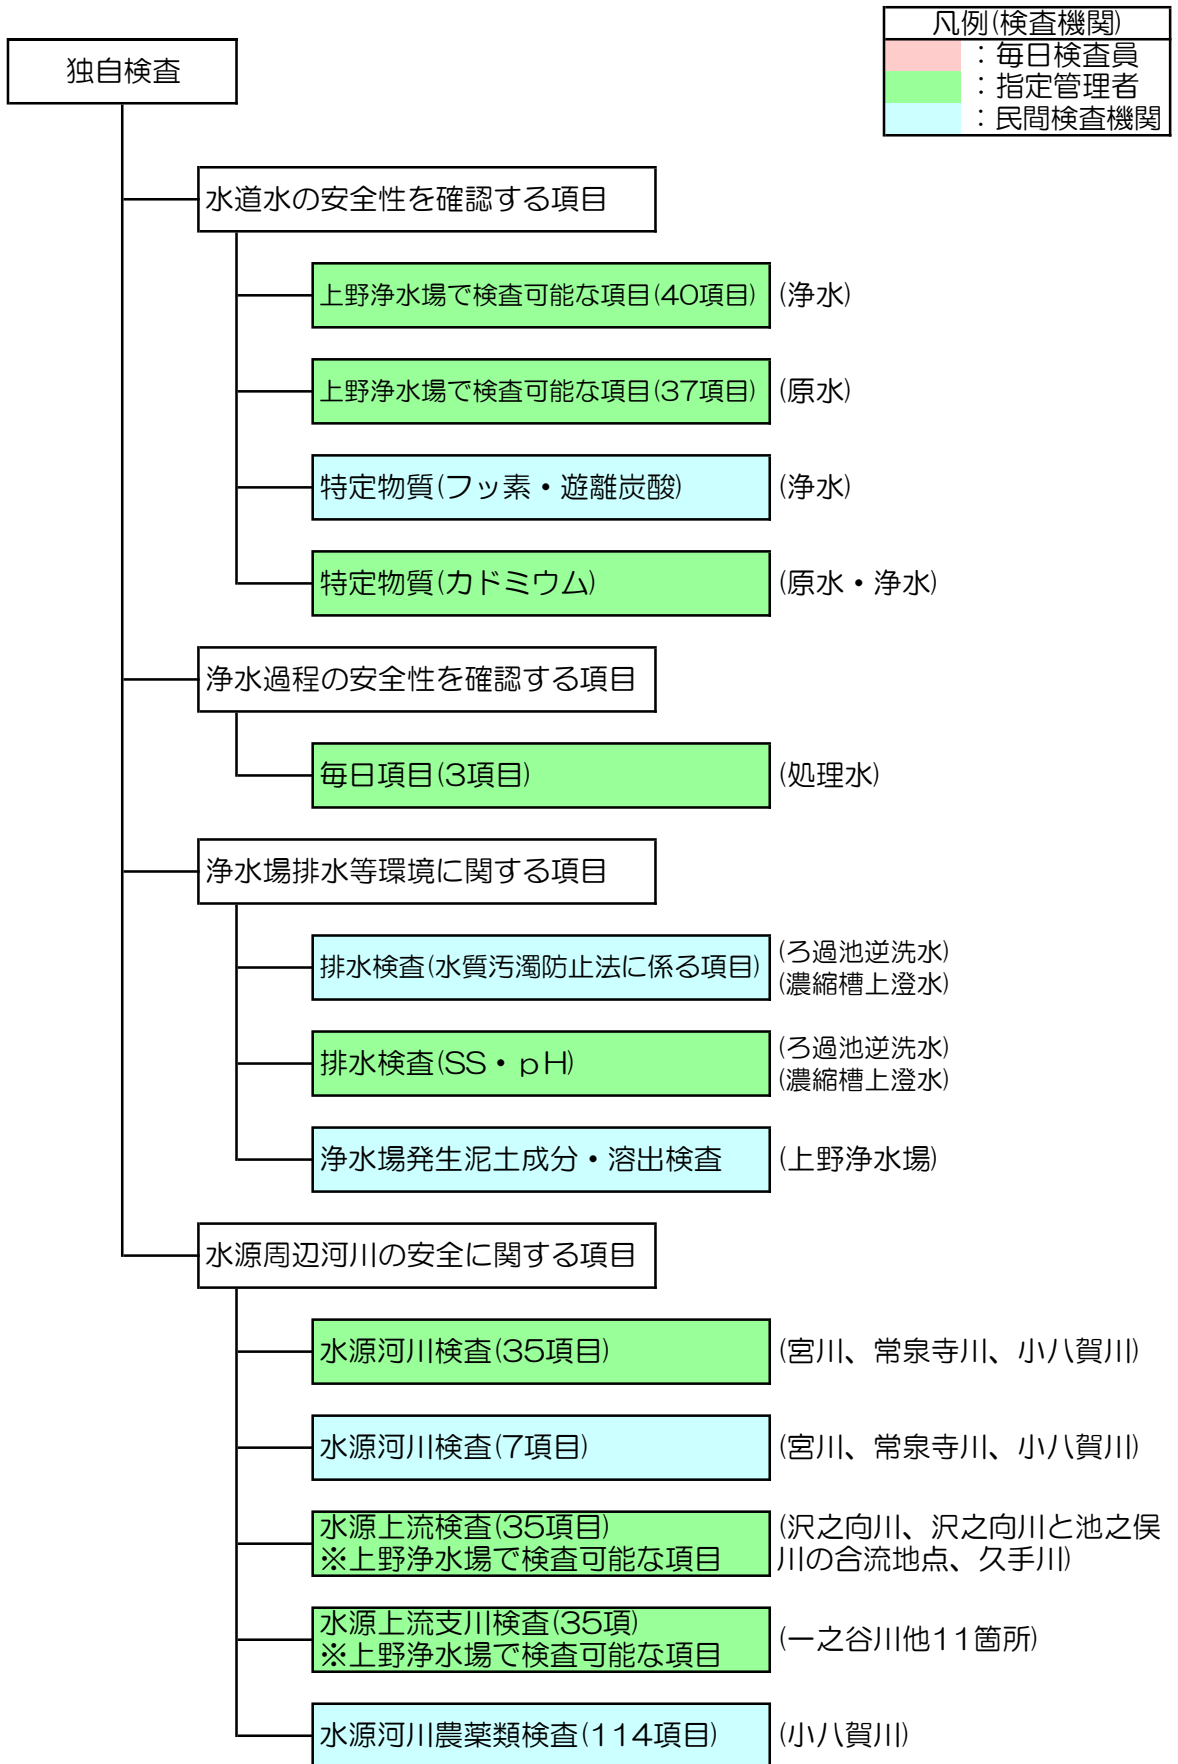 凡例(検査機関)
：毎日検査員
：指定管理者
：民間検査機関
独自検査
水道水の安全性を確認する項目
上野浄水場で検査可能な項目(40項目)
(浄水)
上野浄水場で検査可能な項目(37項目)
(原水)
特定物質(フッ素・遊離炭酸)
(浄水)
特定物質(カドミウム)
(原水・浄水)
浄水過程の安全性を確認する項目
毎日項目(3項目)
(処理水)
浄水場排水等環境に関する項目
排水検査(水質汚濁防止法に係る項目)
(ろ過池逆洗水)
(濃縮槽上澄水)
排水検査(SS・pH)
(ろ過池逆洗水)
(濃縮槽上澄水)
浄水場発生泥土成分・溶出検査
(上野浄水場)
水源周辺河川の安全に関する項目
水源河川検査(35項目)
(宮川、常泉寺川、小八賀川)
水源河川検査(7項目)
(宮川、常泉寺川、小八賀川)
水源上流検査(35項目)
※上野浄水場で検査可能な項目
(沢之向川、沢之向川と池之俣
川の合流地点、久手川)
水源上流支川検査(35項)
※上野浄水場で検査可能な項目
(一之谷川他11箇所)
水源河川農薬類検査(114項目)
(小八賀川)